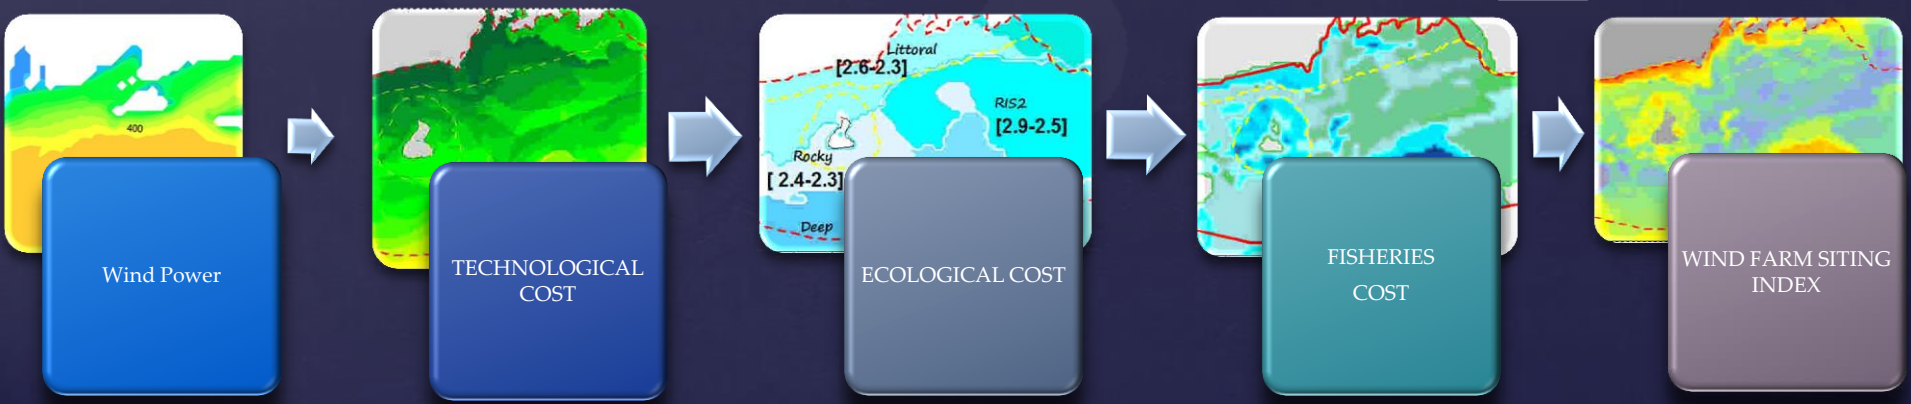 400
Wind Power
TECHNOLOGICAL
COST
Littoral
[2.6-2.3]
RIS2
[2.9-2.5]
Rocky
[ 2.4-2.3]
Deep
ECOLOGICAL COST
FISHERIES
COST
WIND FARM SITING
INDEX